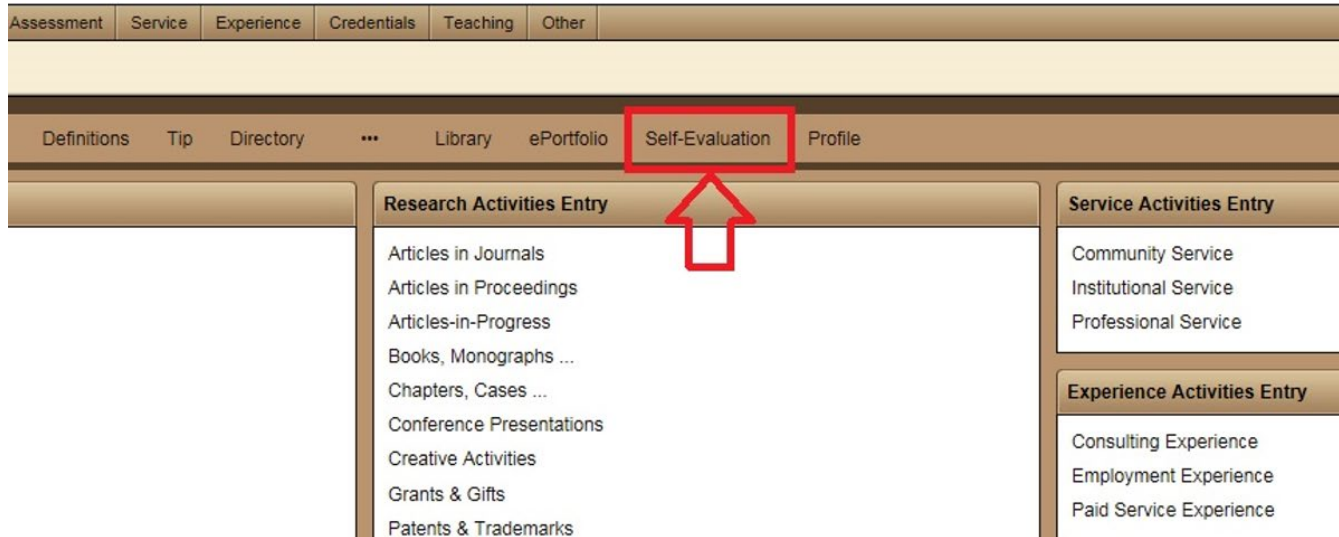 Assessment Service Experience Credentials Teaching Other
Definitions Tip Directory ••• Library ePortfolio Self-Evaluation Profile
Research Activities Entry
Articles in Journals
Articles in Proceedings
Articles-in-Progress
Books, Monographs ...
Chapters, Cases ...
Conference Presentations
Creative Activities
Grants & Gifts
Patents & Trademarks
Service Activities Entry
Community Service
Institutional Service
Professional Service
Experience Activities Entry
Consulting Experience
Employment Experience
Paid Service Experience